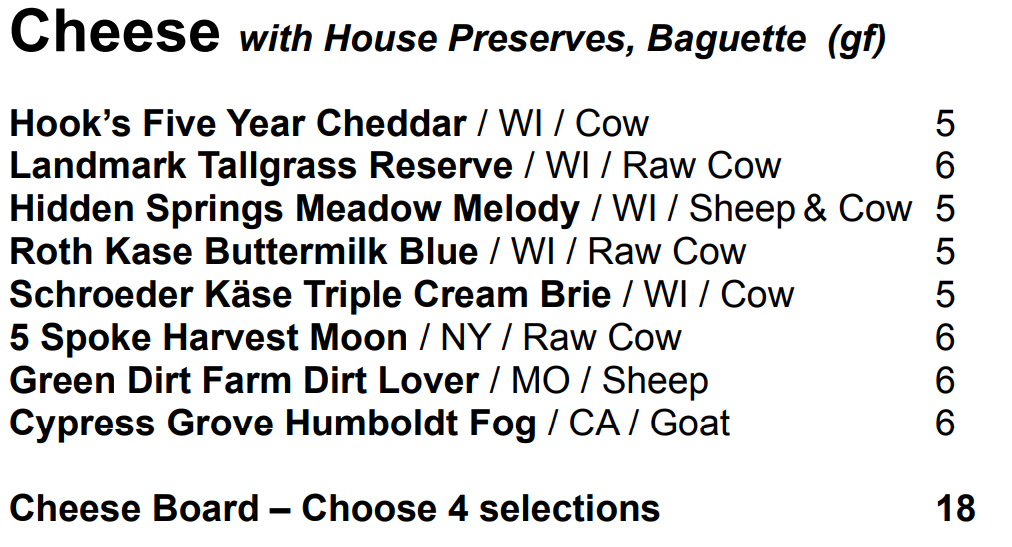 Cheese with House Preserves, Baguette (gf)
Hook’s Five Year Cheddar / WI / Cow 5
Landmark Tallgrass Reserve / WI / Raw Cow 6
Hidden Springs Meadow Melody / WI / Sheep & Cow 5
Roth Kase Buttermilk Blue / WI / Raw Cow 5
Schroeder Käse Triple Cream Brie / WI / Cow 5
5 Spoke Harvest Moon / NY / Raw Cow 6
Green Dirt Farm Dirt Lover / MO / Sheep 6
Cypress Grove Humboldt Fog / CA / Goat 6
Cheese Board – Choose 4 selections 18